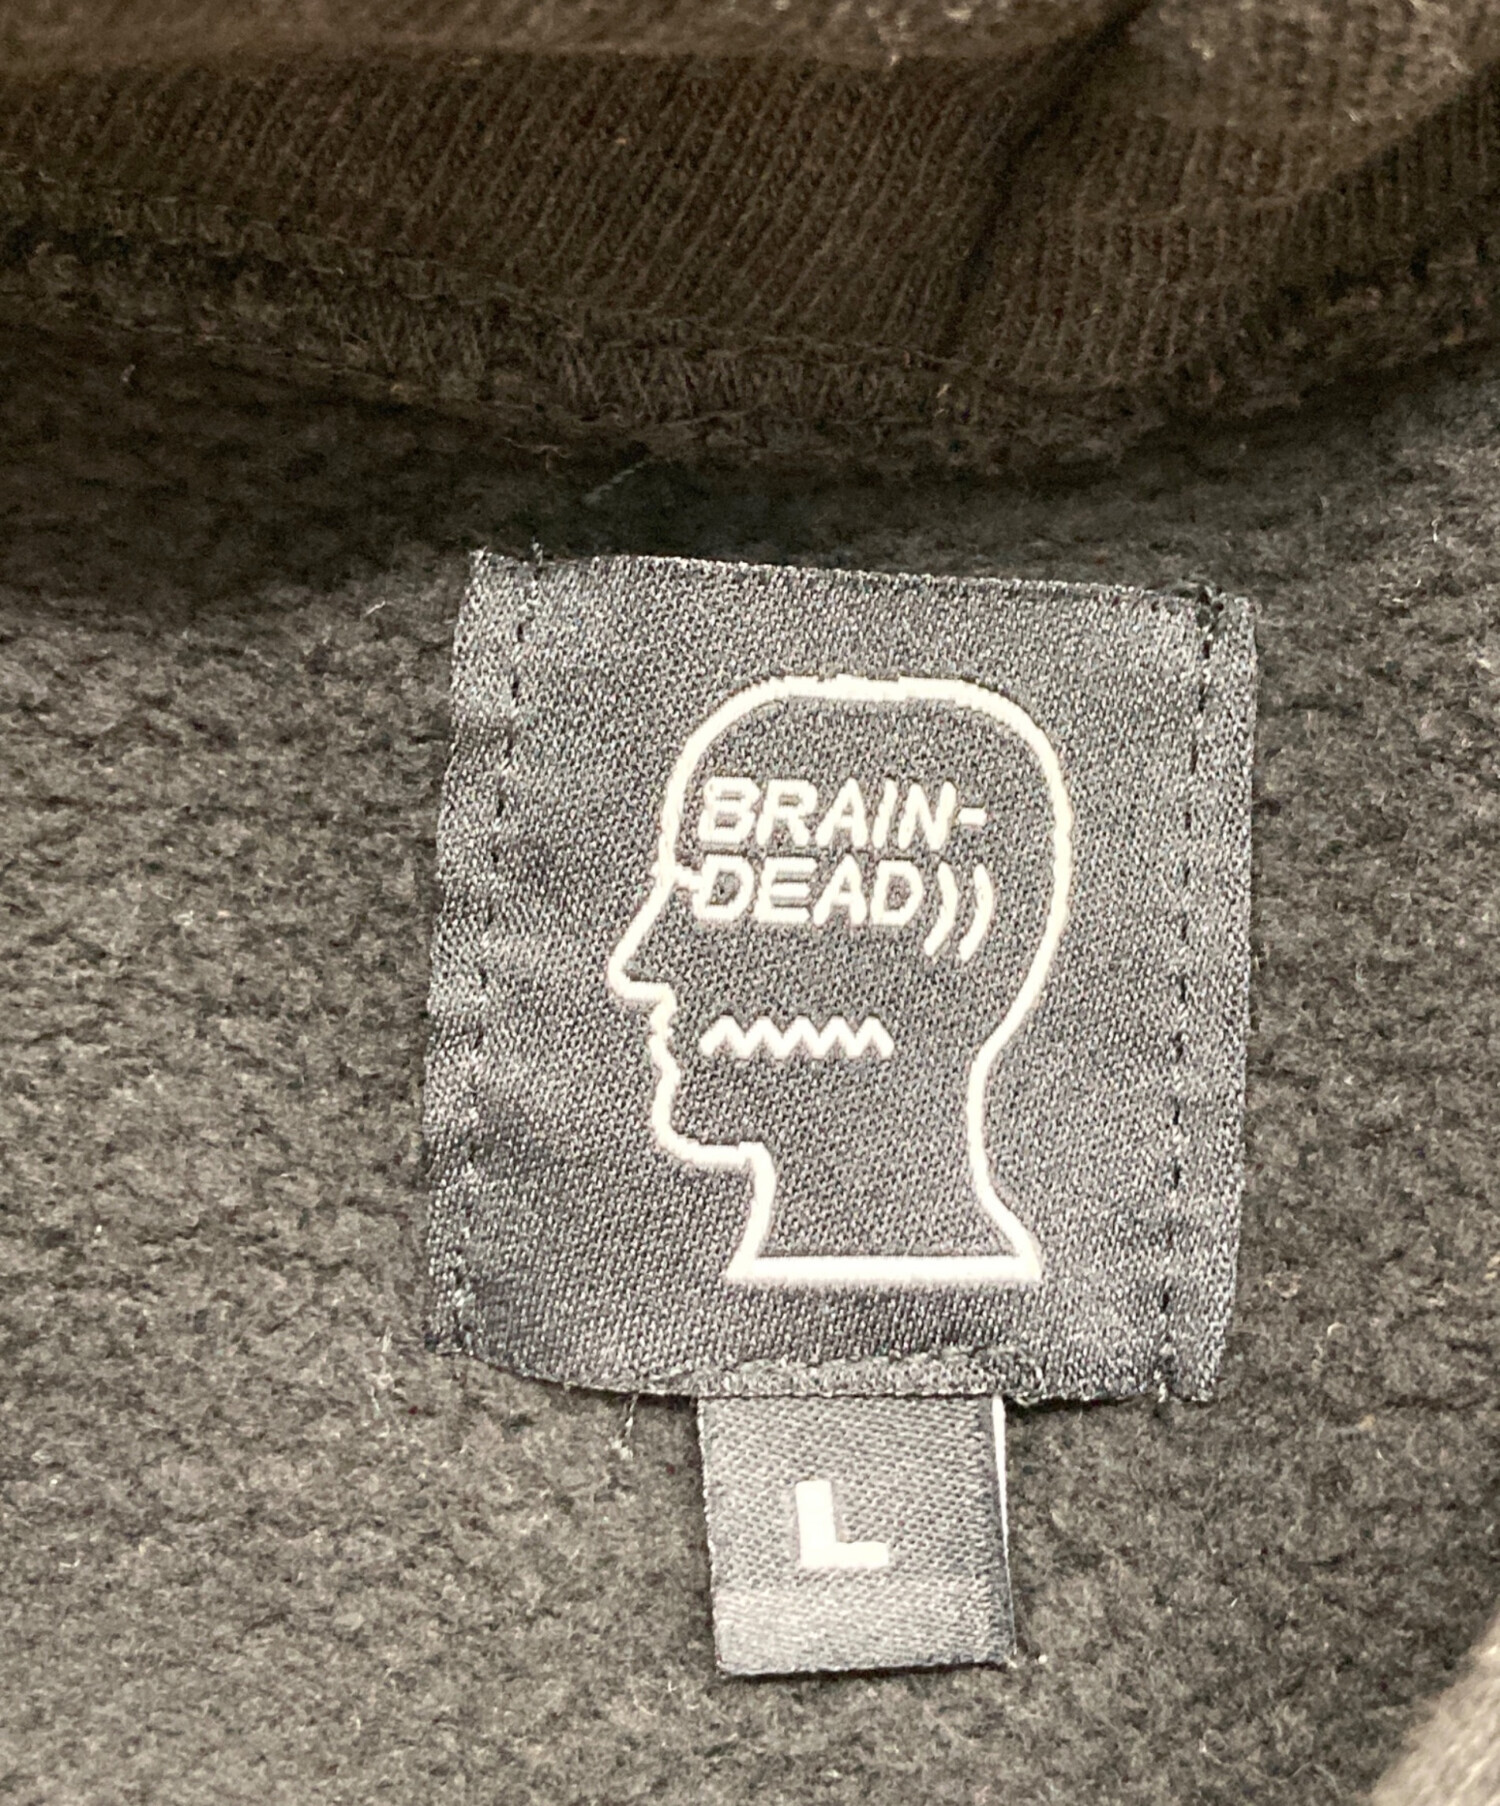 BRAIN-
-DEAD))
L